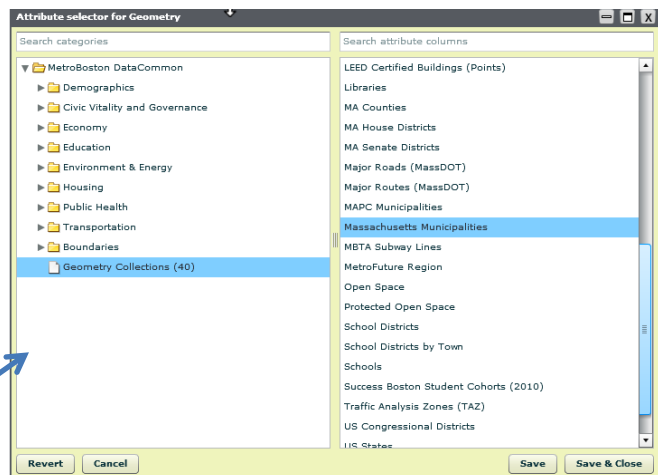 Attribute selector for Geometry
Search categories
MetroBoston DataCommon
Demographics
Civic Vitality and Governance
Economy
Education
Environment & Energy
Housing
Public Health
Transportation
Boundaries
Geometry Collections (40)
Search attribute columns
LEED Certified Buildings (Points)
Libraries
MA Counties
MA House Districts
MA Senate Districts
Major Roads (MassDOT)
Major Routes (MassDOT)
MAPC Municipalities
Massachusetts Municipalities
MBTA Subway Lines
MetroFuture Region
Open Space
Protected Open Space
School Districts
School Districts by Town
Schools
Success Boston Student Cohorts (2010)
Traffic Analysis Zones (TAZ)
US Congressional Districts
US States
Revert
Cancel
Save
Save & Close